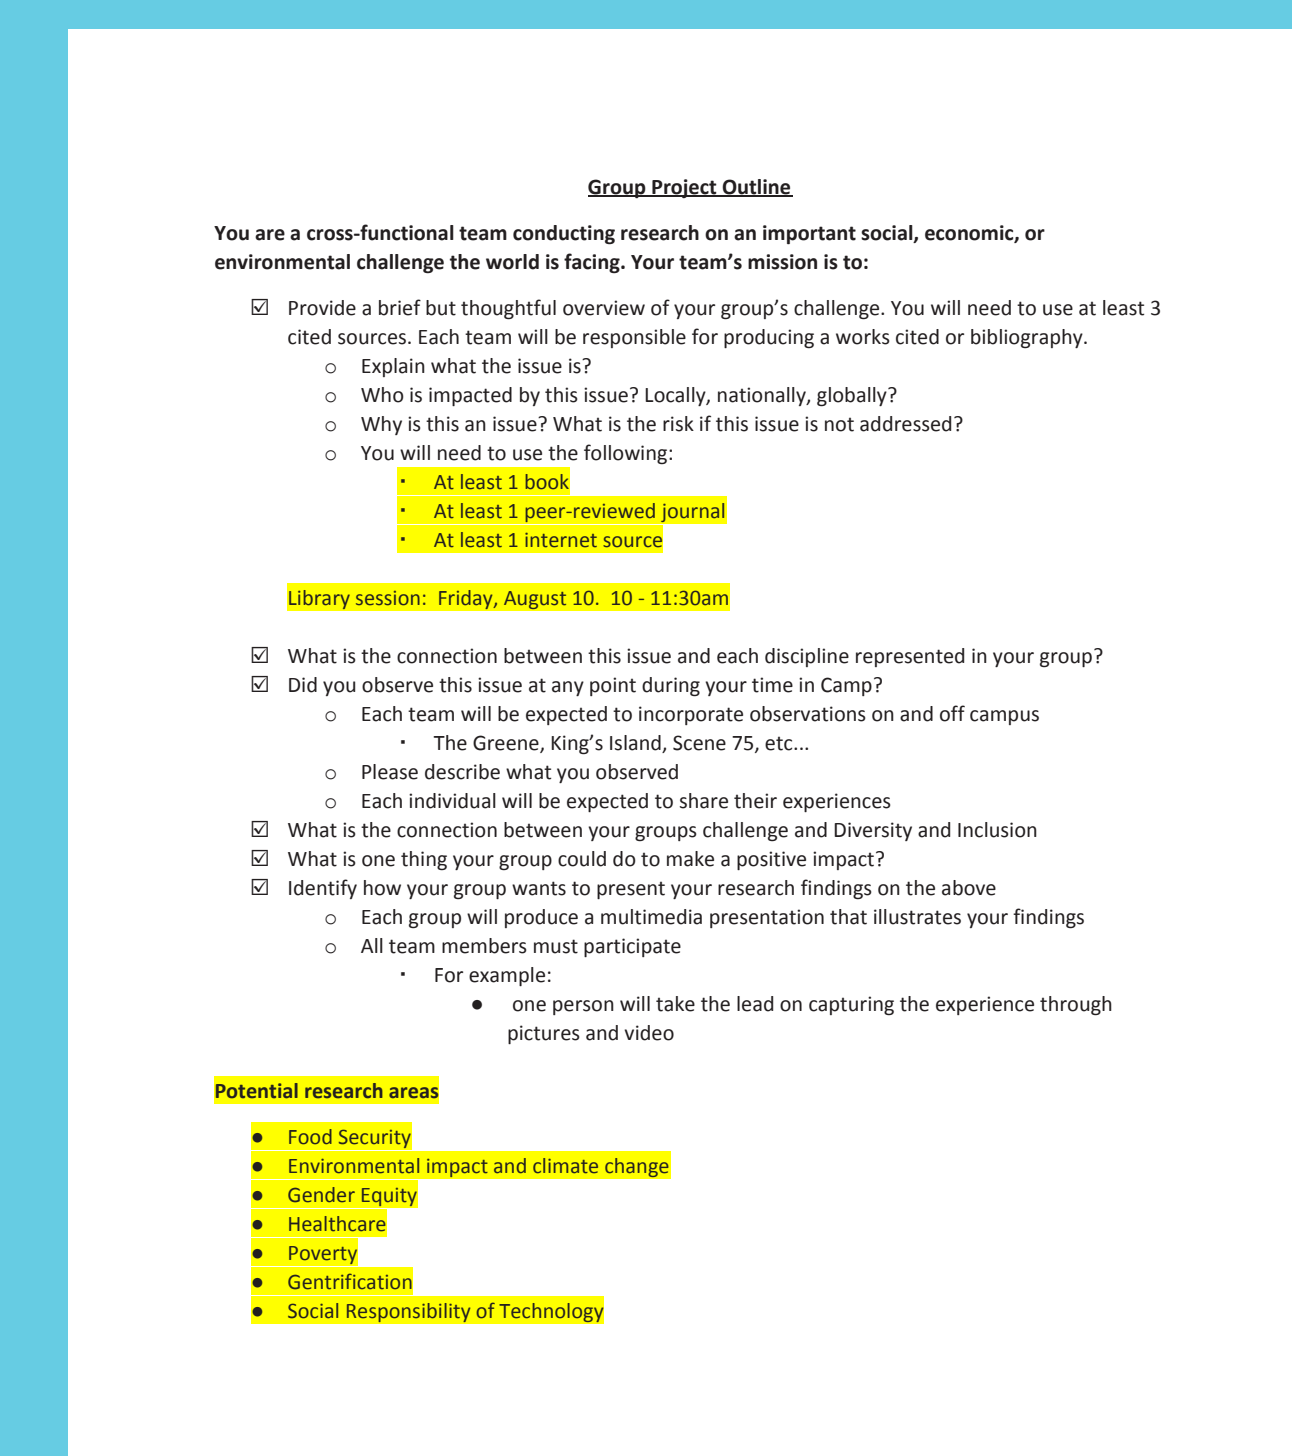 Group Project Outline
You are a cross-functional team conducting research on an important social, economic, or
environmental challenge the world is facing. Your team’s mission is to:
☑ Provide a brief but thoughtful overview of your group’s challenge. You will need to use at least 3
cited sources. Each team will be responsible for producing a works cited or bibliography.
o Explain what the issue is?
o Who is impacted by this issue? Locally, nationally, globally?
o Why is this an issue? What is the risk if this issue is not addressed?
o You will need to use the following:
▪ At least 1 book
▪ At least 1 peer-reviewed journal
▪ At least 1 internet source
Library session:  Friday, August 10.  10 - 11:30am
☑ What is the connection between this issue and each discipline represented in your group?
☑ Did you observe this issue at any point during your time in Camp?
o Each team will be expected to incorporate observations on and off campus
▪ The Greene, King’s Island, Scene 75, etc...
o Please describe what you observed
o Each individual will be expected to share their experiences
☑ What is the connection between your groups challenge and Diversity and Inclusion
☑ What is one thing your group could do to make a positive impact?
☑ Identify how your group wants to present your research findings on the above
o Each group will produce a multimedia presentation that illustrates your findings
o All team members must participate
▪ For example:
● one person will take the lead on capturing the experience through
pictures and video
Potential research areas
● Food Security
● Environmental impact and climate change
● Gender Equity
● Healthcare
● Poverty
● Gentrification
● Social Responsibility of Technology